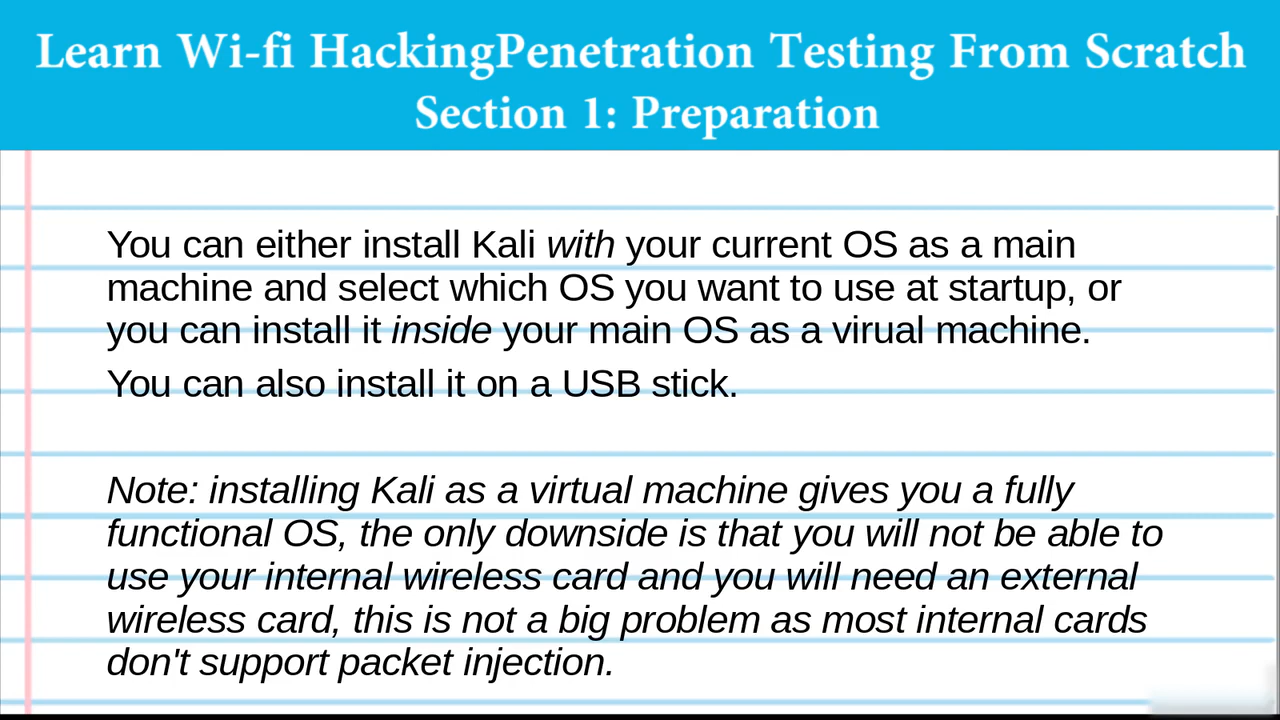 Learn Wi-fi HackingPenetration Testing From Scratch
Section 1: Preparation
You can either install Kali with your current OS as a main
machine and select which OS you want to use at startup, or
you can install it inside your main OS as a virual machine.
You can also install it on a USB stick.
Note: installing Kali as a virtual machine gives you a fully
functional OS, the only downside is that you will not be able to
use your internal wireless card and you will need an external
wireless card, this is not a big problem as most internal cards
don't support packet injection.